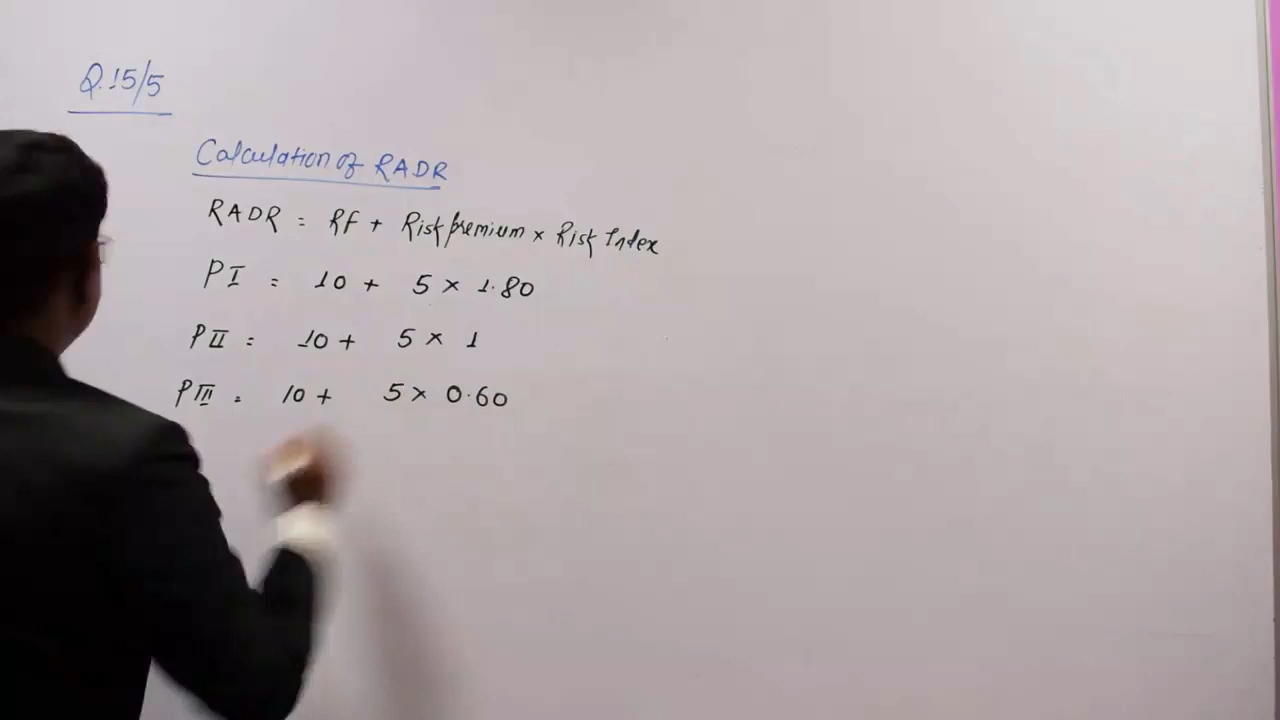 Q.15/5
Calculation of RADR
RADR = RF + Risk premium × Risk Index
P I = 10 + 5 × 1.80
P II = 10 + 5 × 1
P III = 10 + 5 × 0.60